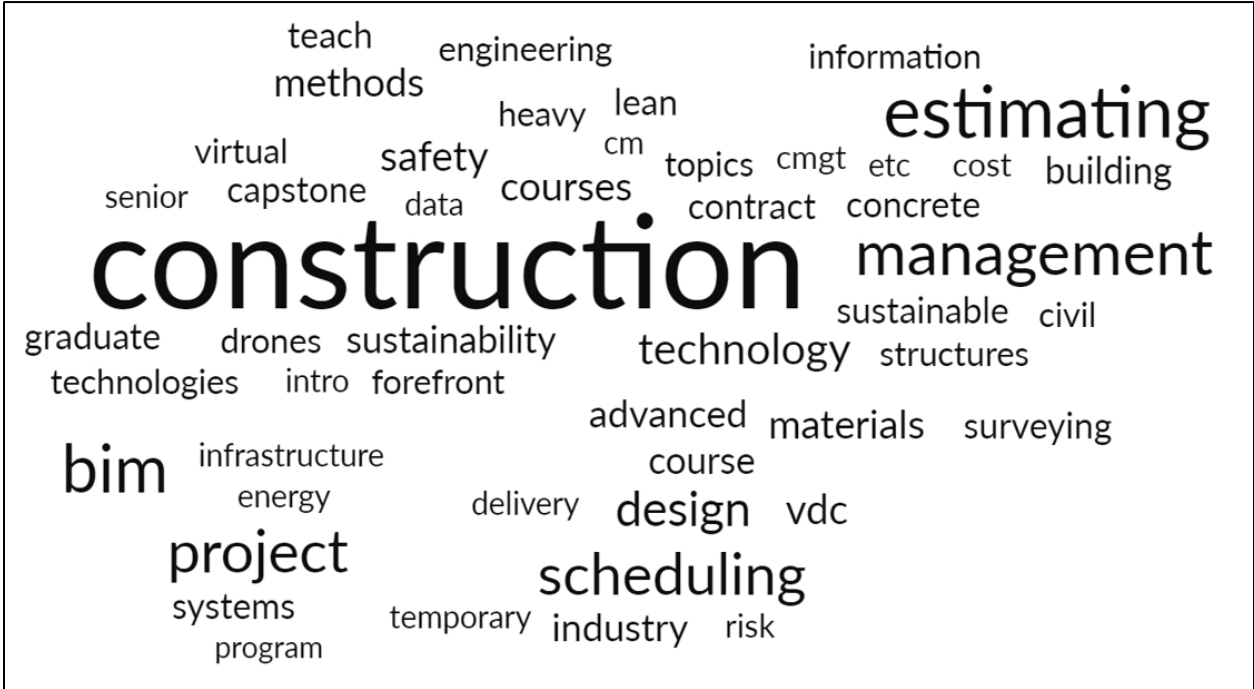 teach
engineering
information
methods
heavy
lean
estimating
virtual
safety
cm
topics
cmgt
etc
cost
building
senior
capstone
data
courses
contract
concrete
construction
management
sustainable
civil
graduate
drones
sustainability
technology
structures
technologies
intro
forefront
advanced
materials
surveying
bim
infrastructure
course
energy
delivery
design
vdc
project
scheduling
systems
temporary
industry
risk
program